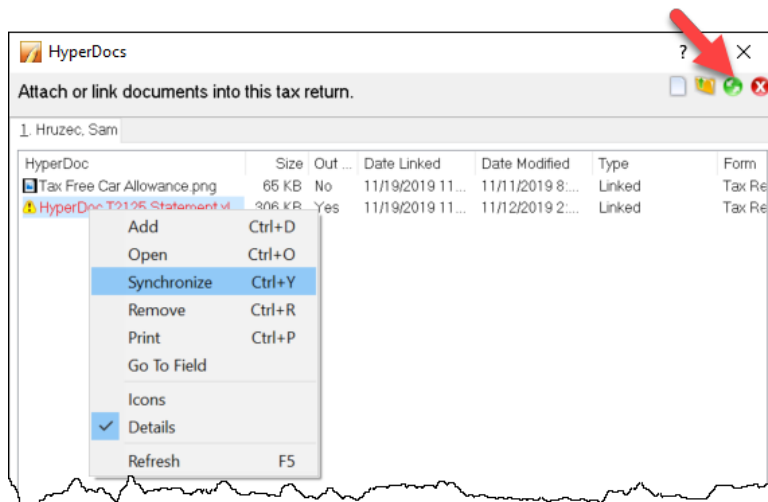 HyperDocs ? ×
Attach or link documents into this tax return.
1. Hruzec, Sam
HyperDoc Size Out ... Date Linked Date Modified Type Form
Tax Free Car Allowance.png 65 KB No 11/19/2019 11... 11/11/2019 8:... Linked Tax Re
HyperDoc T2125 Statement.xl 306 KB Yes 11/19/2019 11... 11/12/2019 2:... Linked Tax Re
Add Ctrl+D
Open Ctrl+O
Synchronize Ctrl+Y
Remove Ctrl+R
Print Ctrl+P
Go To Field
Icons
Details
Refresh F5